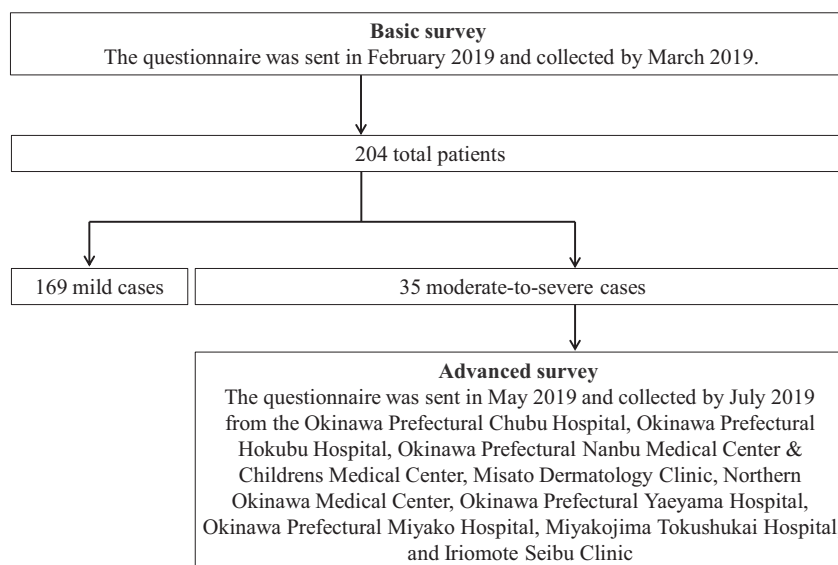 Basic survey
The questionnaire was sent in February 2019 and collected by March 2019.
204 total patients
169 mild cases
35 moderate-to-severe cases
Advanced survey
The questionnaire was sent in May 2019 and collected by July 2019
from the Okinawa Prefectural Chubu Hospital, Okinawa Prefectural
Hokubu Hospital, Okinawa Prefectural Nanbu Medical Center &
Childrens Medical Center, Misato Dermatology Clinic, Northern
Okinawa Medical Center, Okinawa Prefectural Yaeyama Hospital,
Okinawa Prefectural Miyako Hospital, Miyakojima Tokushukai Hospital
and Iriomote Seibu Clinic